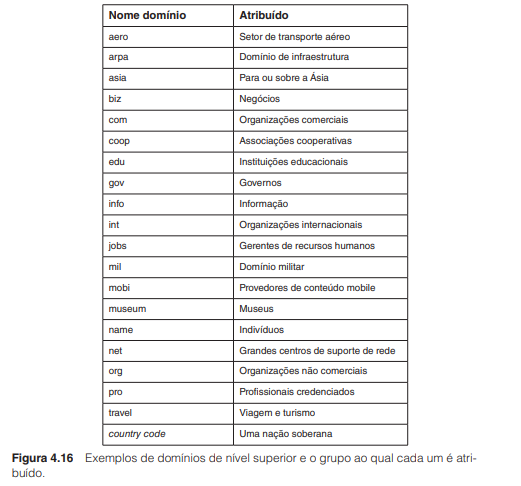 Nome domínio Atribuído
aero Setor de transporte aéreo
arpa Domínio de infraestrutura
asia Para ou sobre a Ásia
biz Negócios
com Organizações comerciais
coop Associações cooperativas
edu Instituições educacionais
gov Governos
info Informação
int Organizações internacionais
jobs Gerentes de recursos humanos
mil Domínio militar
mobi Provedores de conteúdo mobile
museum Museus
name Indivíduos
net Grandes centros de suporte de rede
org Organizações não comerciais
pro Profissionais credenciados
travel Viagem e turismo
country code Uma nação soberana
Figura 4.16 Exemplos de domínios de nível superior e o grupo ao qual cada um é atri-
buído.